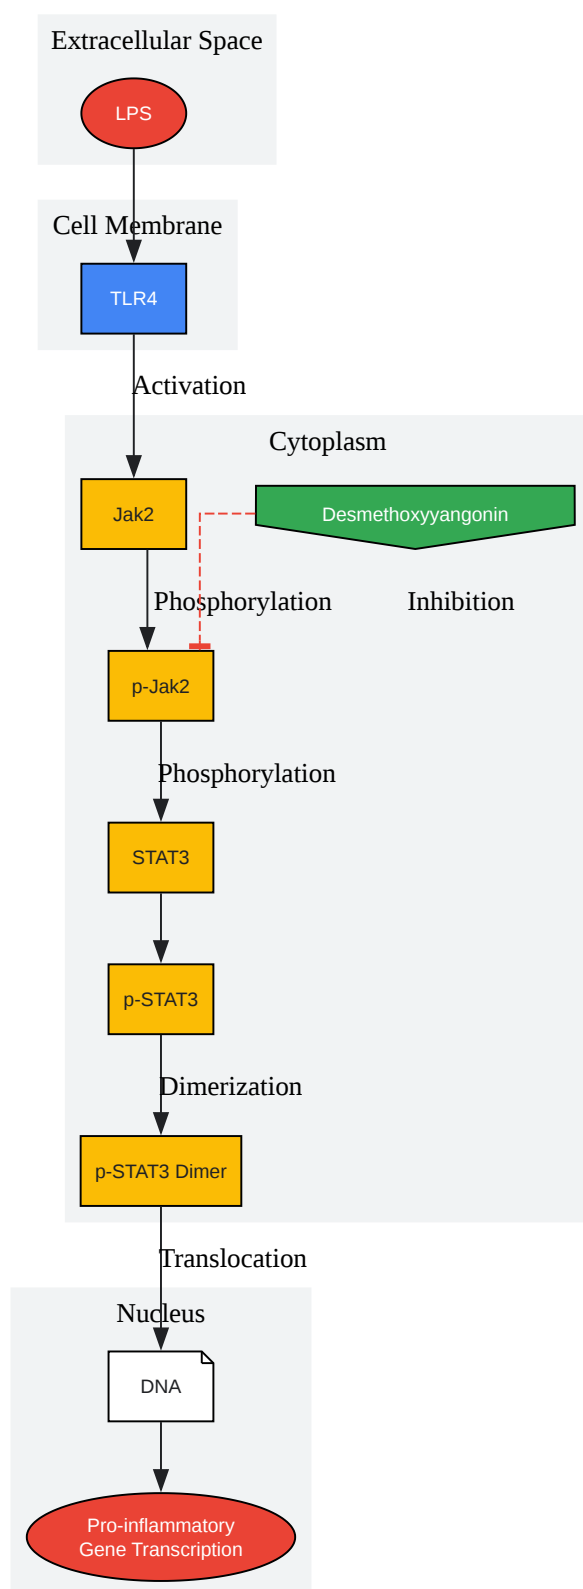 Extracellular Space
LPS
Cell Membrane
TLR4
Activation
Cytoplasm
Jak2
Desmethoxyyangonin
Phosphorylation
Inhibition
p-Jak2
Phosphorylation
STAT3
p-STAT3
Dimerization
p-STAT3 Dimer
Translocation
Nucleus
DNA
Pro-inflammatory
Gene Transcription